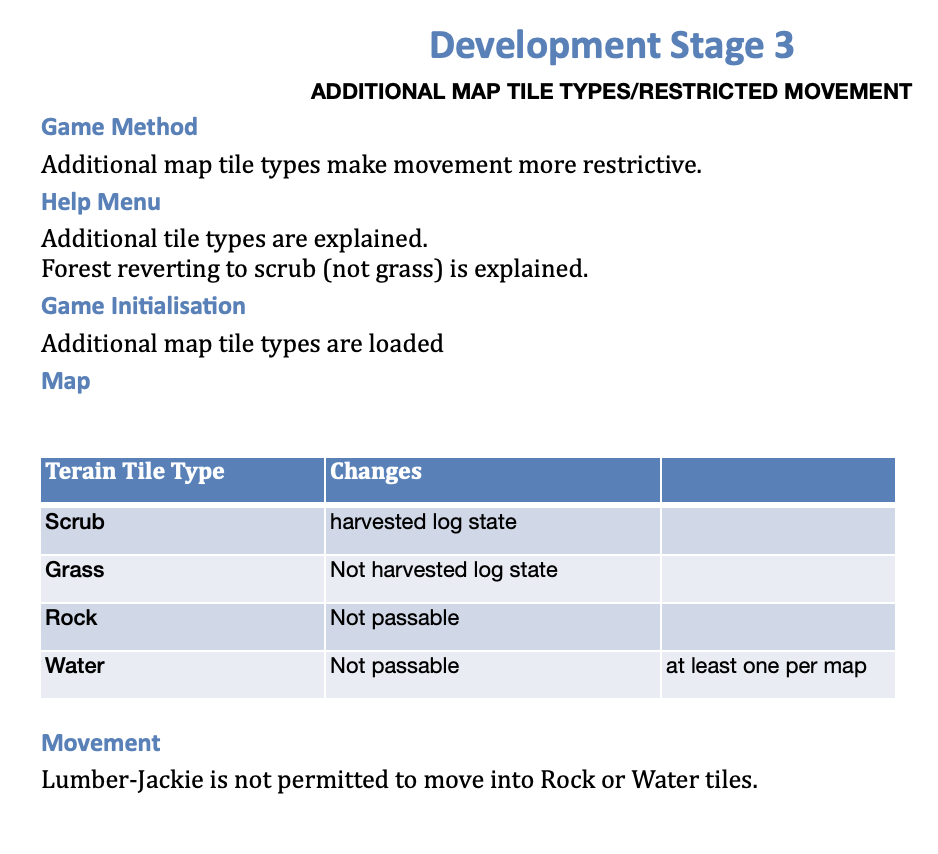 Development Stage 3
ADDITIONAL MAP TILE TYPES/RESTRICTED MOVEMENT
Game Method
Additional map tile types make movement more restrictive.
Help Menu
Additional tile types are explained.
Forest reverting to scrub (not grass) is explained.
Game Initialisation
Additional map tile types are loaded
Map
Terain Tile Type Changes
Scrub harvested log state
Grass Not harvested log state
Rock Not passable
Water Not passable at least one per map
Movement
Lumber-Jackie is not permitted to move into Rock or Water tiles.